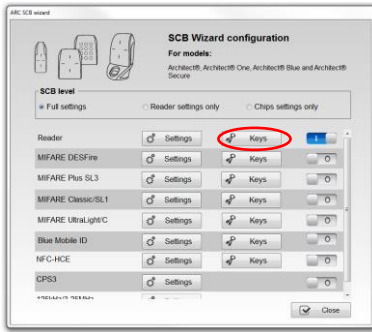 ARC SCB wizard
SCB Wizard configuration
For models:
Architect®, Architect® One, Architect® Blue and Architect®
Secure
SCB level
Full settings Reader settings only Chips settings only
Reader Settings Keys I
MIFARE DESFire Settings Keys O
MIFARE Plus SL3 Settings Keys O
MIFARE Classic/SL1 Settings Keys O
MIFARE UltraLight/C Settings Keys O
Blue Mobile ID Settings Keys O
NFC-HCE Settings Keys O
CPS3 Settings O
125kHz/3.25MHz
Close